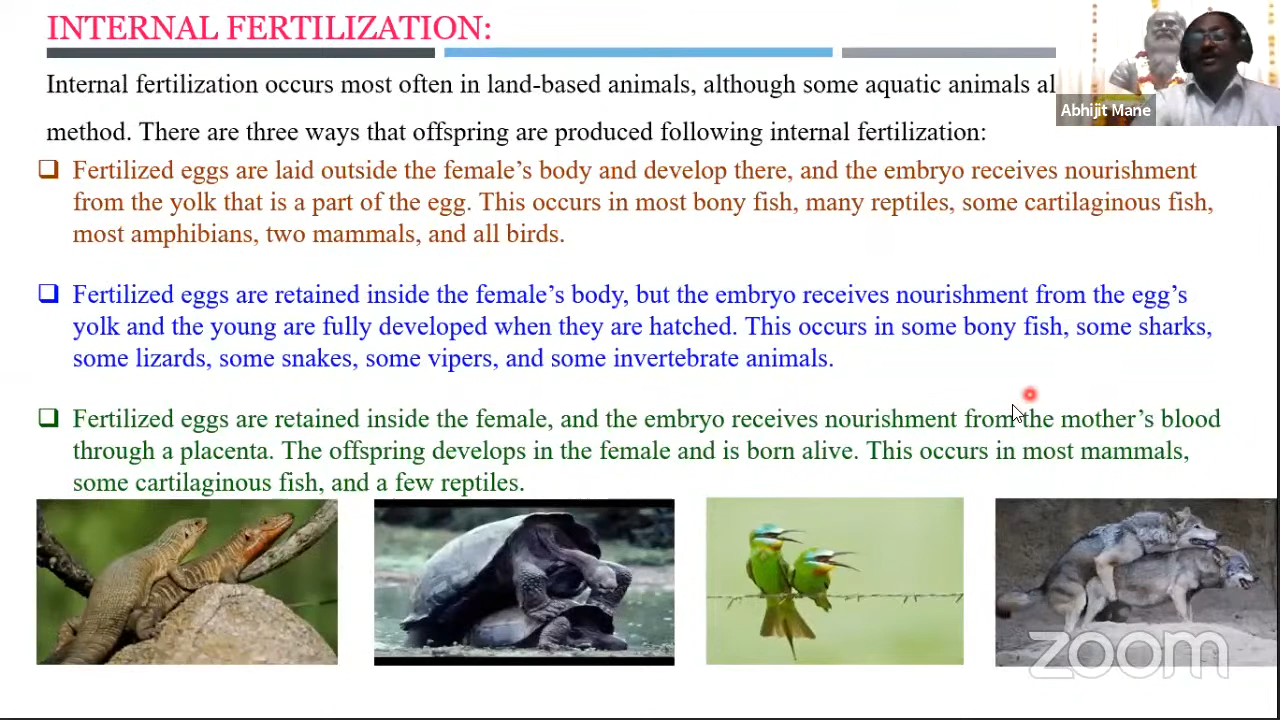 INTERNAL FERTILIZATION:
Internal fertilization occurs most often in land-based animals, although some aquatic animals al
Abhijit Mane
method. There are three ways that offspring are produced following internal fertilization:
Fertilized eggs are laid outside the female's body and develop there, and the embryo receives nourishment
from the yolk that is a part of the egg. This occurs in most bony fish, many reptiles, some cartilaginous fish,
most amphibians, two mammals, and all birds.
Fertilized eggs are retained inside the female's body, but the embryo receives nourishment from the egg's
yolk and the young are fully developed when they are hatched. This occurs in some bony fish, some sharks,
some lizards, some snakes, some vipers, and some invertebrate animals.
Fertilized eggs are retained inside the female, and the embryo receives nourishment from the mother's blood
through a placenta. The offspring develops in the female and is born alive. This occurs in most mammals,
some cartilaginous fish, and a few reptiles.
zoom